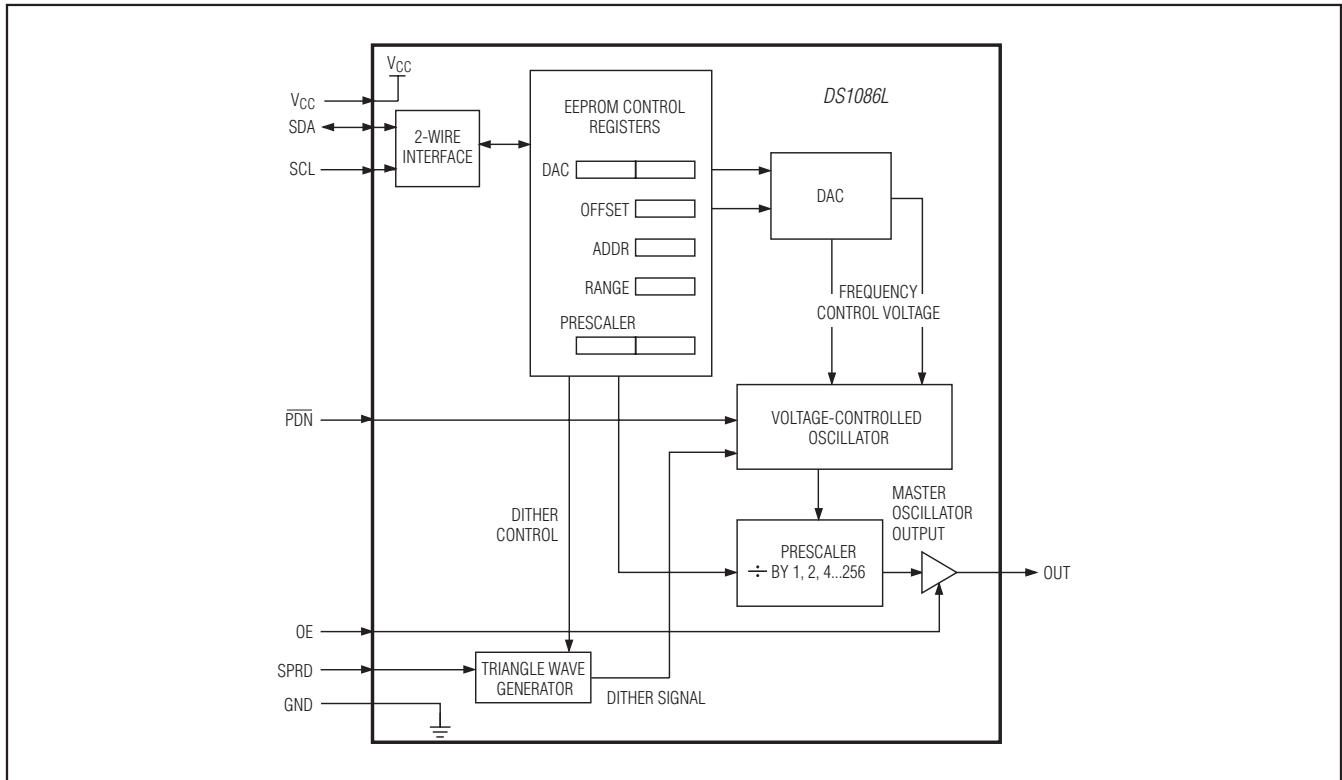 VCC
DS1086L
VCC
SDA
SCL
2-WIRE
INTERFACE
EEPROM CONTROL
REGISTERS
DAC
OFFSET
ADDR
RANGE
PRESCALER
DAC
FREQUENCY
CONTROL VOLTAGE
PDN
VOLTAGE-CONTROLLED
OSCILLATOR
DITHER
CONTROL
MASTER
OSCILLATOR
OUTPUT
PRESCALER
÷ BY 1, 2, 4...256
OUT
OE
SPRD
GND
TRIANGLE WAVE
GENERATOR
DITHER SIGNAL